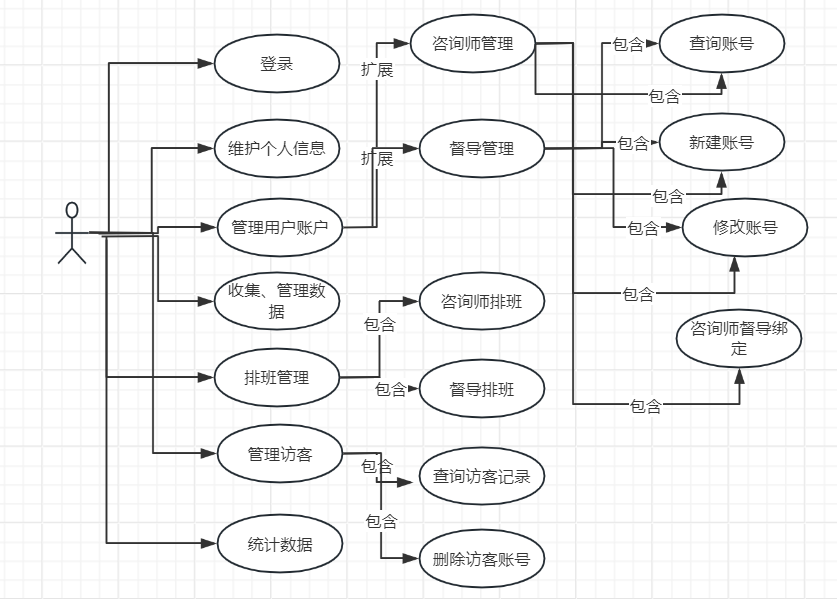 咨询师管理
包含
查询账号
登录
扩展
包含
包含
新建账号
维护个人信息
扩展
督导管理
包含
管理用户账户
包含
修改账号
收集、管理数
据
咨询师排班
包含
包含
咨询师督导绑
定
排班管理
包含
督导排班
包含
管理访客
包含
查询访客记录
包含
统计数据
删除访客账号